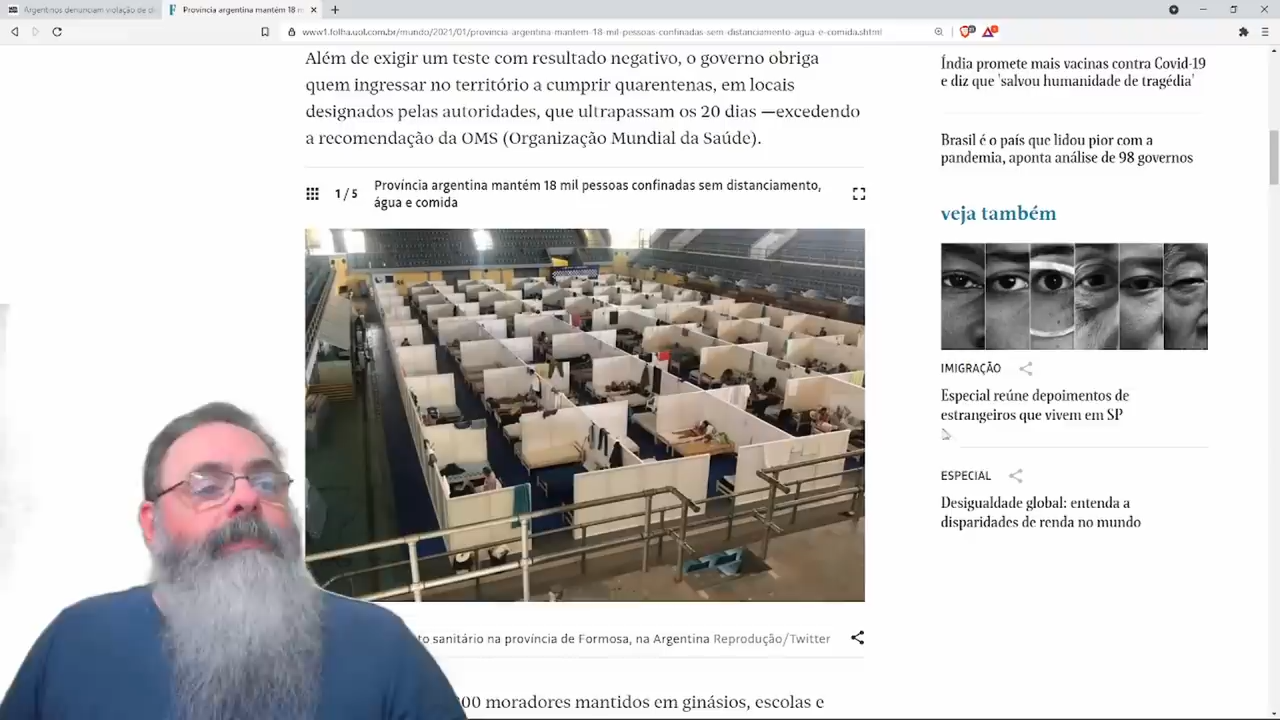 Argentinos denunciam violação de di
Província argentina mantém 18 m
www1.folha.uol.com.br/mundo/2021/01/provincia-argentina-mantem-18-mil-pessoas-confinadas-sem-distanciamento-agua-e-comida.shtml
Além de exigir um teste com resultado negativo, o governo obriga
quem ingressar no território a cumprir quarentenas, em locais
designados pelas autoridades, que ultrapassam os 20 dias —excedendo
a recomendação da OMS (Organização Mundial da Saúde).
1 / 5
Província argentina mantém 18 mil pessoas confinadas sem distanciamento,
água e comida
to sanitário na província de Formosa, na Argentina Reprodução/Twitter
00 moradores mantidos em ginásios, escolas e
Índia promete mais vacinas contra Covid-19
e diz que 'salvou humanidade de tragédia'
Brasil é o país que lidou pior com a
pandemia, aponta análise de 98 governos
veja também
IMIGRAÇÃO
Especial reúne depoimentos de
estrangeiros que vivem em SP
ESPECIAL
Desigualdade global: entenda a
disparidades de renda no mundo